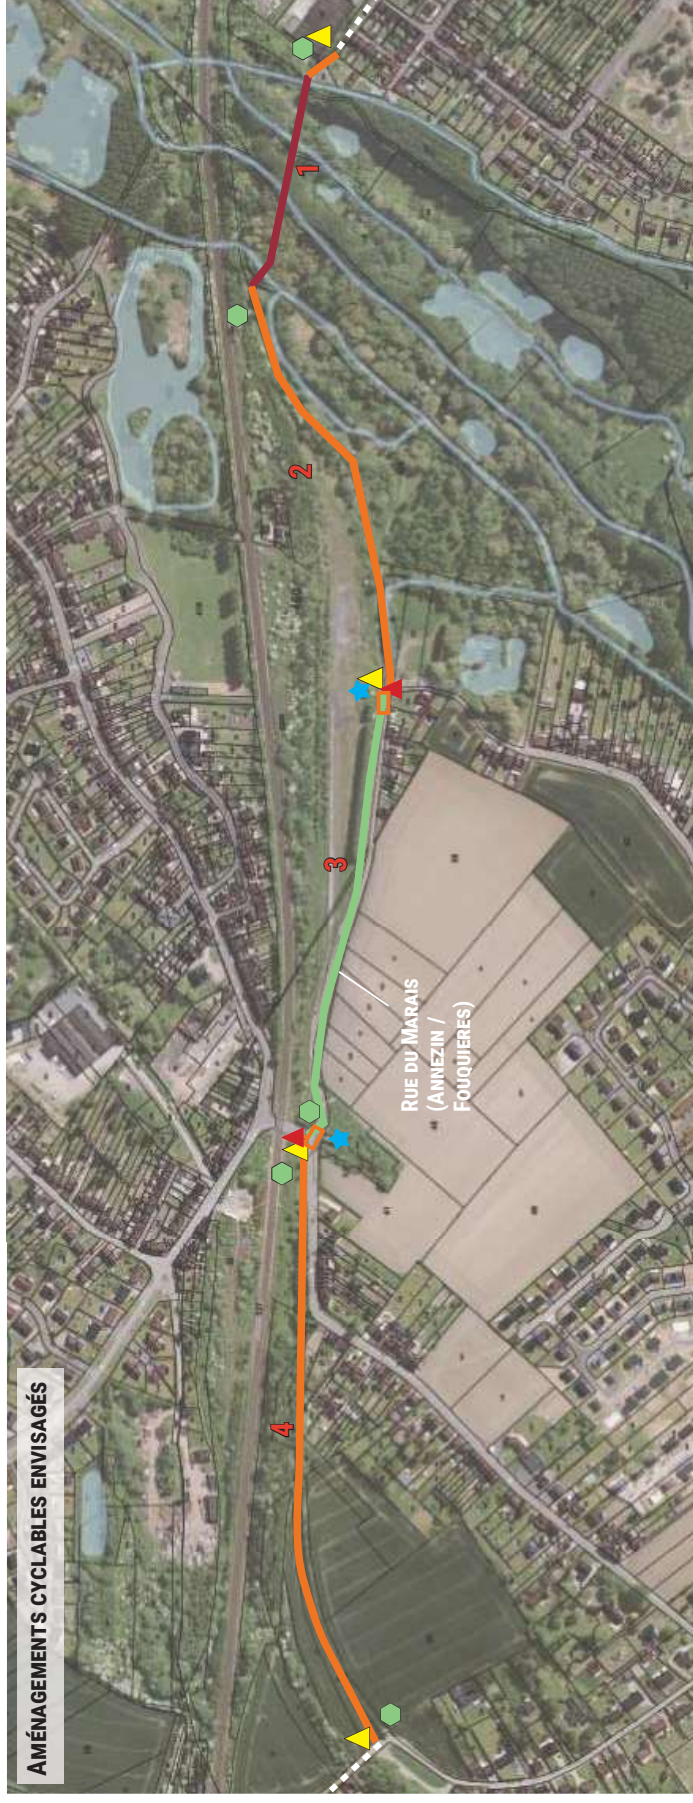 AMÉNAGEMENTS CYCLABLES ENVISAGÉS
4
3
2
1
RUE DU MARAIS
(ANNEZIN /
FOUQUIERES)